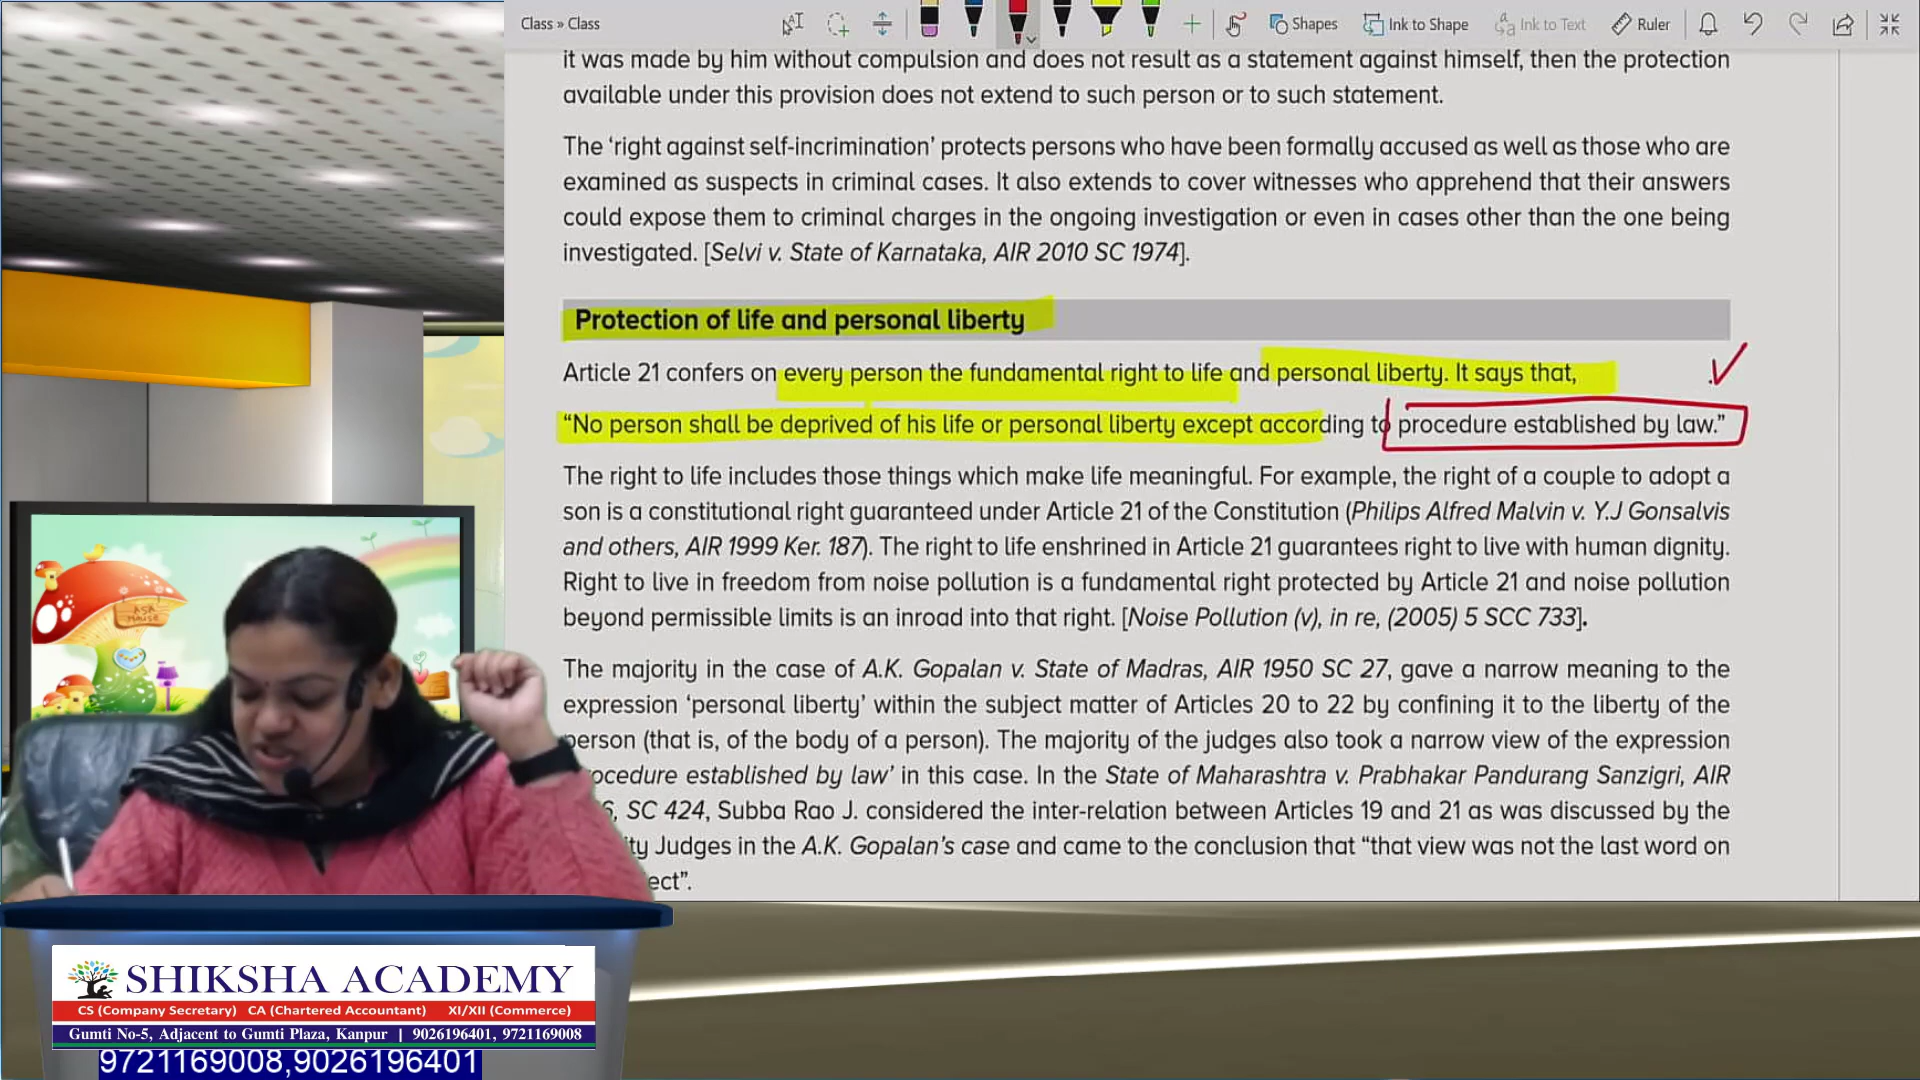 Class » Class
Shapes
Ink to Shape
Ink to Text
Ruler
it was made by him without compulsion and does not result as a statement against himself, then the protection
available under this provision does not extend to such person or to such statement.
The ‘right against self-incrimination’ protects persons who have been formally accused as well as those who are
examined as suspects in criminal cases. It also extends to cover witnesses who apprehend that their answers
could expose them to criminal charges in the ongoing investigation or even in cases other than the one being
investigated. [Selvi v. State of Karnataka, AIR 2010 SC 1974].
Protection of life and personal liberty
Article 21 confers on every person the fundamental right to life and personal liberty. It says that,
“No person shall be deprived of his life or personal liberty except according to procedure established by law.”
The right to life includes those things which make life meaningful. For example, the right of a couple to adopt a
son is a constitutional right guaranteed under Article 21 of the Constitution (Philips Alfred Malvin v. Y.J Gonsalvis
and others, AIR 1999 Ker. 187). The right to life enshrined in Article 21 guarantees right to live with human dignity.
Right to live in freedom from noise pollution is a fundamental right protected by Article 21 and noise pollution
beyond permissible limits is an inroad into that right. [Noise Pollution (v), in re, (2005) 5 SCC 733].
The majority in the case of A.K. Gopalan v. State of Madras, AIR 1950 SC 27, gave a narrow meaning to the
expression ‘personal liberty’ within the subject matter of Articles 20 to 22 by confining it to the liberty of the
person (that is, of the body of a person). The majority of the judges also took a narrow view of the expression
ocedure established by law’ in this case. In the State of Maharashtra v. Prabhakar Pandurang Sanzigri, AIR
SC 424, Subba Rao J. considered the inter-relation between Articles 19 and 21 as was discussed by the
ty Judges in the A.K. Gopalan’s case and came to the conclusion that “that view was not the last word on
ect”.
ASA
House
SHIKSHA ACADEMY
CS (Company Secretary) CA (Chartered Accountant) XI/XII (Commerce)
Gumti No-5, Adjacent to Gumti Plaza, Kanpur | 9026196401, 9721169008
9721169008,9026196401